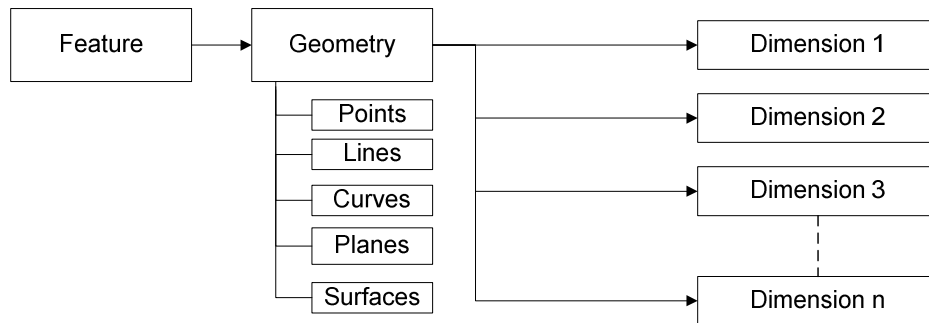 Feature
Geometry
Points
Lines
Curves
Planes
Surfaces
Dimension 1
Dimension 2
Dimension 3
Dimension n